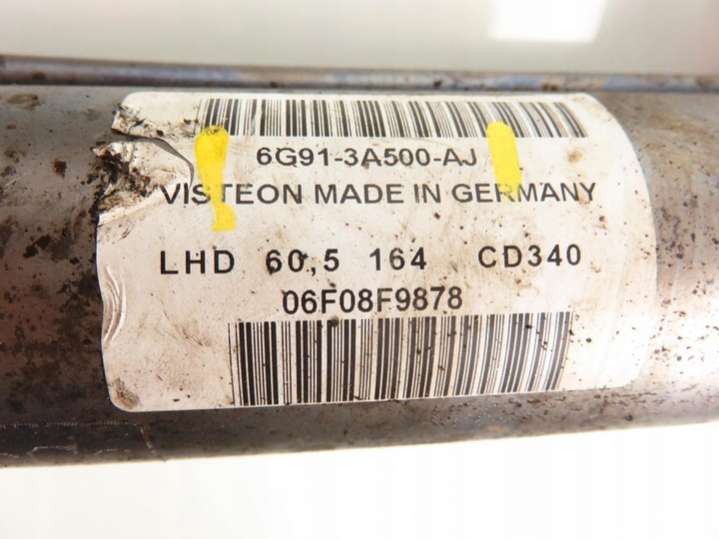 6G91-3A500-AJ
VISTEON MADE IN GERMANY
LHD 60,5 164 CD340
06F08F9878